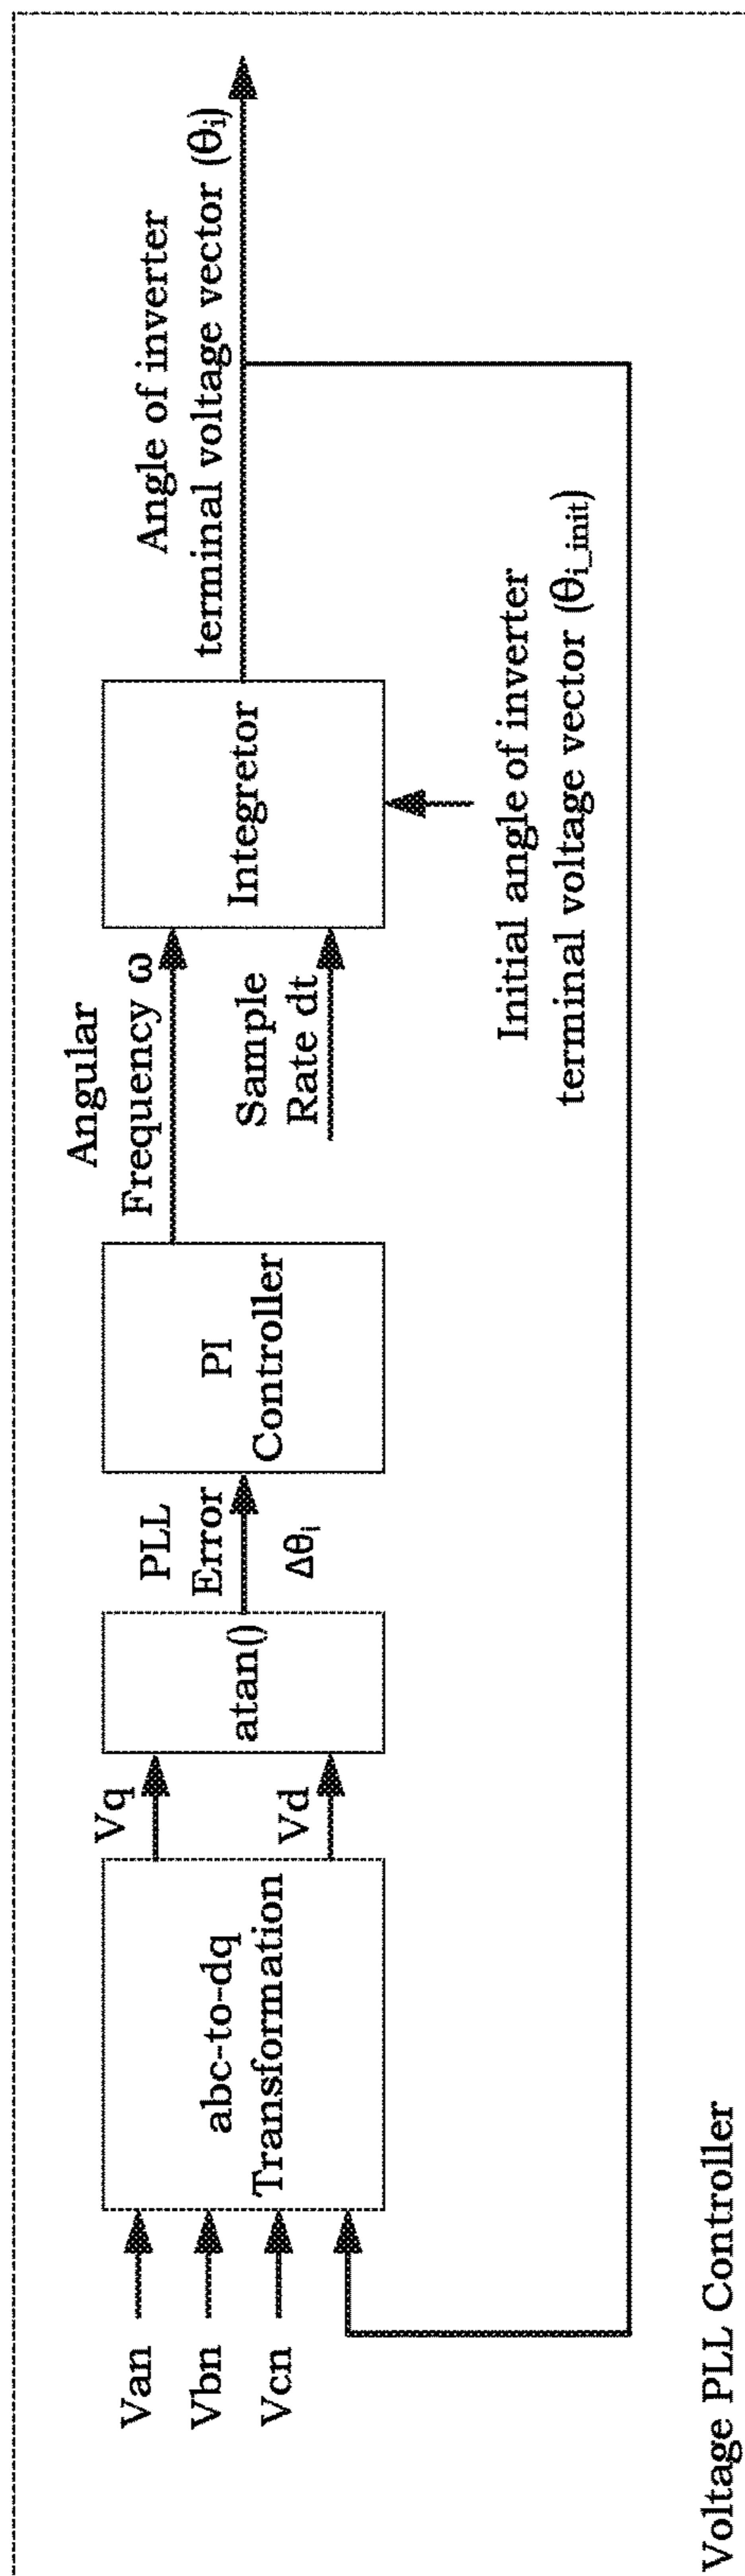 Van
Vbn
Vcn
abc-to-dq
Transformation
Vq
Vd
atan()
PLL
Error
Δθi
PI
Controller
Angular
Frequency ω
Sample
Rate dt
Integretor
Initial angle of inverter
terminal voltage vector (θi_init)
Angle of inverter
terminal voltage vector (θi)
Voltage PLL Controller